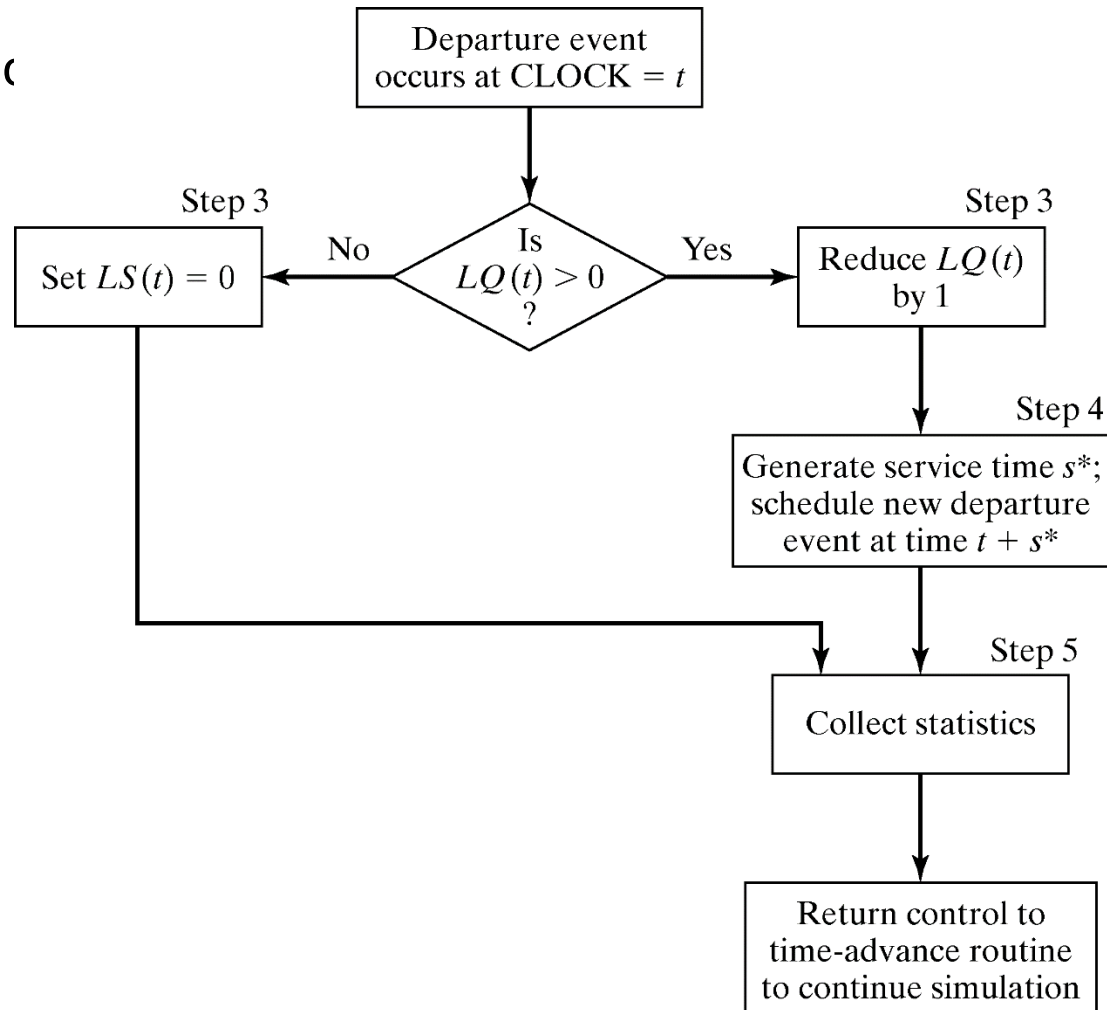 Departure event
occurs at CLOCK = t
Step 3
Set LS(t) = 0
No
Is
LQ(t) > 0
?
Yes
Step 3
Reduce LQ(t)
by 1
Step 4
Generate service time s*;
schedule new departure
event at time t + s*
Step 5
Collect statistics
Return control to
time-advance routine
to continue simulation